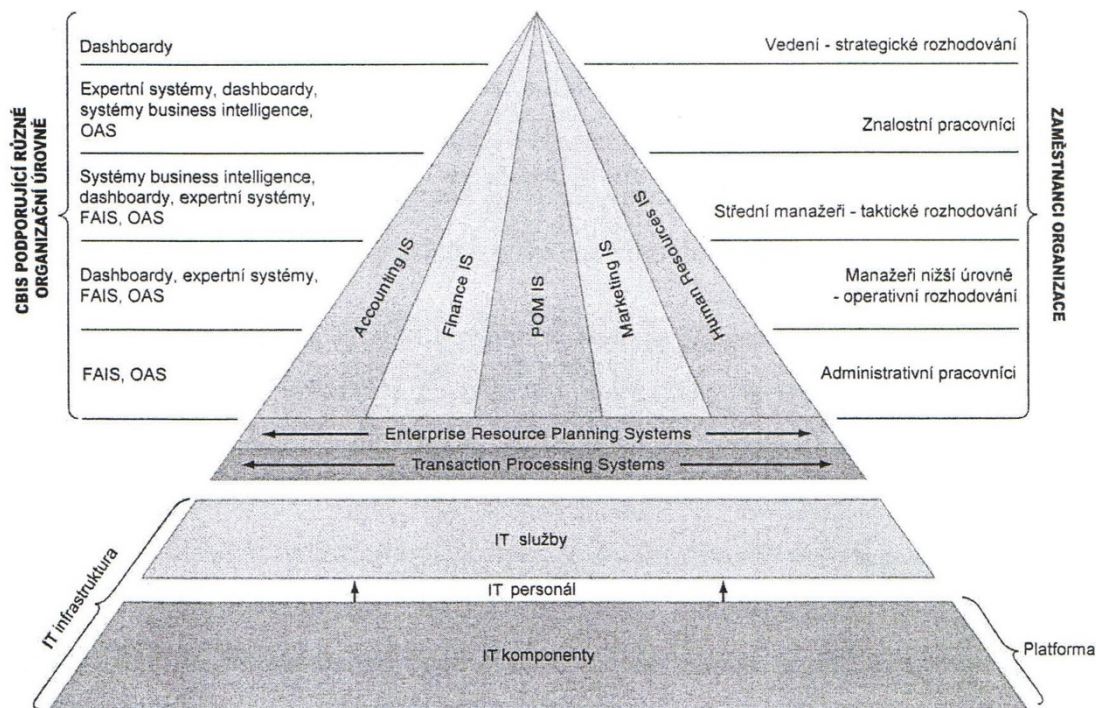 Dashboardy
Vedení - strategické rozhodování
Expertní systémy, dashboardy,
systémy business intelligence,
OAS
Znalostní pracovníci
Systémy business intelligence,
dashboardy, expertní systémy,
FAIS, OAS
Střední manažeři - taktické rozhodování
Dashboardy, expertní systémy,
FAIS, OAS
Manažeři nižší úrovně
- operativní rozhodování
FAIS, OAS
Administrativní pracovníci
CBIS PODPORUJÍCÍ RŮZNÉ
ORGANIZAČNÍ ÚROVNĚ
ZAMĚSTNANCI ORGANIZACE
Accounting IS
Finance IS
POM IS
Marketing IS
Human Resources IS
Enterprise Resource Planning Systems
Transaction Processing Systems
IT služby
IT personál
IT komponenty
IT infrastruktura
Platforma